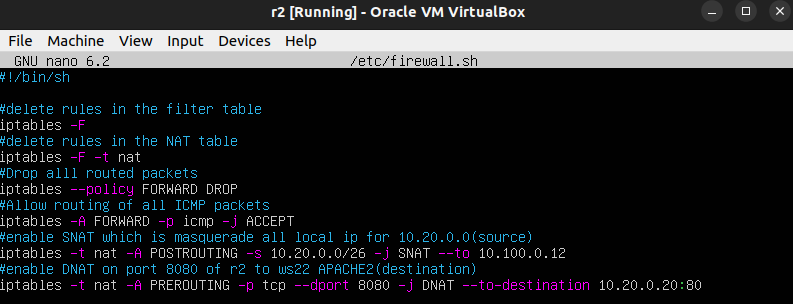 r2 [Running] - Oracle VM VirtualBox
File Machine View Input Devices Help
GNU nano 6.2 /etc/firewall.sh
#!/bin/sh
#delete rules in the filter table
iptables -F
#delete rules in the NAT table
iptables -F -t nat
#Drop alll routed packets
iptables --policy FORWARD DROP
#Allow routing of all ICMP packets
iptables -A FORWARD -p icmp -j ACCEPT
#enable SNAT which is masquerade all local ip for 10.20.0.0(source)
iptables -t nat -A POSTROUTING -s 10.20.0.0/26 -j SNAT --to 10.100.0.12
#enable DNAT on port 8080 of r2 to ws22 APACHE2(destination)
iptables -t nat -A PREROUTING -p tcp --dport 8080 -j DNAT --to-destination 10.20.0.20:80